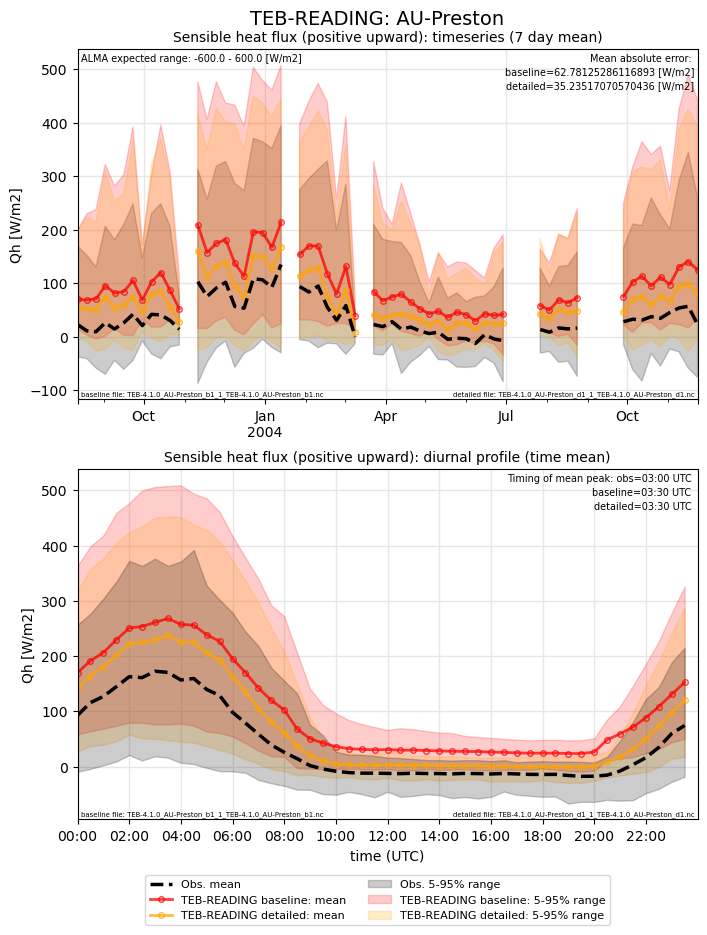 TEB-READING: AU-Preston
Sensible heat flux (positive upward): timeseries (7 day mean)
ALMA expected range: -600.0 - 600.0 [W/m2]
Mean absolute error:
baseline=62.78125286116893 [W/m2]
detailed=35.23517070570436 [W/m2]
Qh [W/m2]
500
400
300
200
100
0
−100
baseline file: TEB-4.1.0_AU-Preston_b1_1_TEB-4.1.0_AU-Preston_b1.nc
detailed file: TEB-4.1.0_AU-Preston_d1_1_TEB-4.1.0_AU-Preston_d1.nc
Oct Jan Apr Jul Oct
2004
Sensible heat flux (positive upward): diurnal profile (time mean)
Timing of mean peak: obs=03:00 UTC
baseline=03:30 UTC
detailed=03:30 UTC
Qh [W/m2]
500
400
300
200
100
0
baseline file: TEB-4.1.0_AU-Preston_b1_1_TEB-4.1.0_AU-Preston_b1.nc
detailed file: TEB-4.1.0_AU-Preston_d1_1_TEB-4.1.0_AU-Preston_d1.nc
00:00 02:00 04:00 06:00 08:00 10:00 12:00 14:00 16:00 18:00 20:00 22:00
time (UTC)
Obs. mean
TEB-READING baseline: mean
TEB-READING detailed: mean
Obs. 5-95% range
TEB-READING baseline: 5-95% range
TEB-READING detailed: 5-95% range